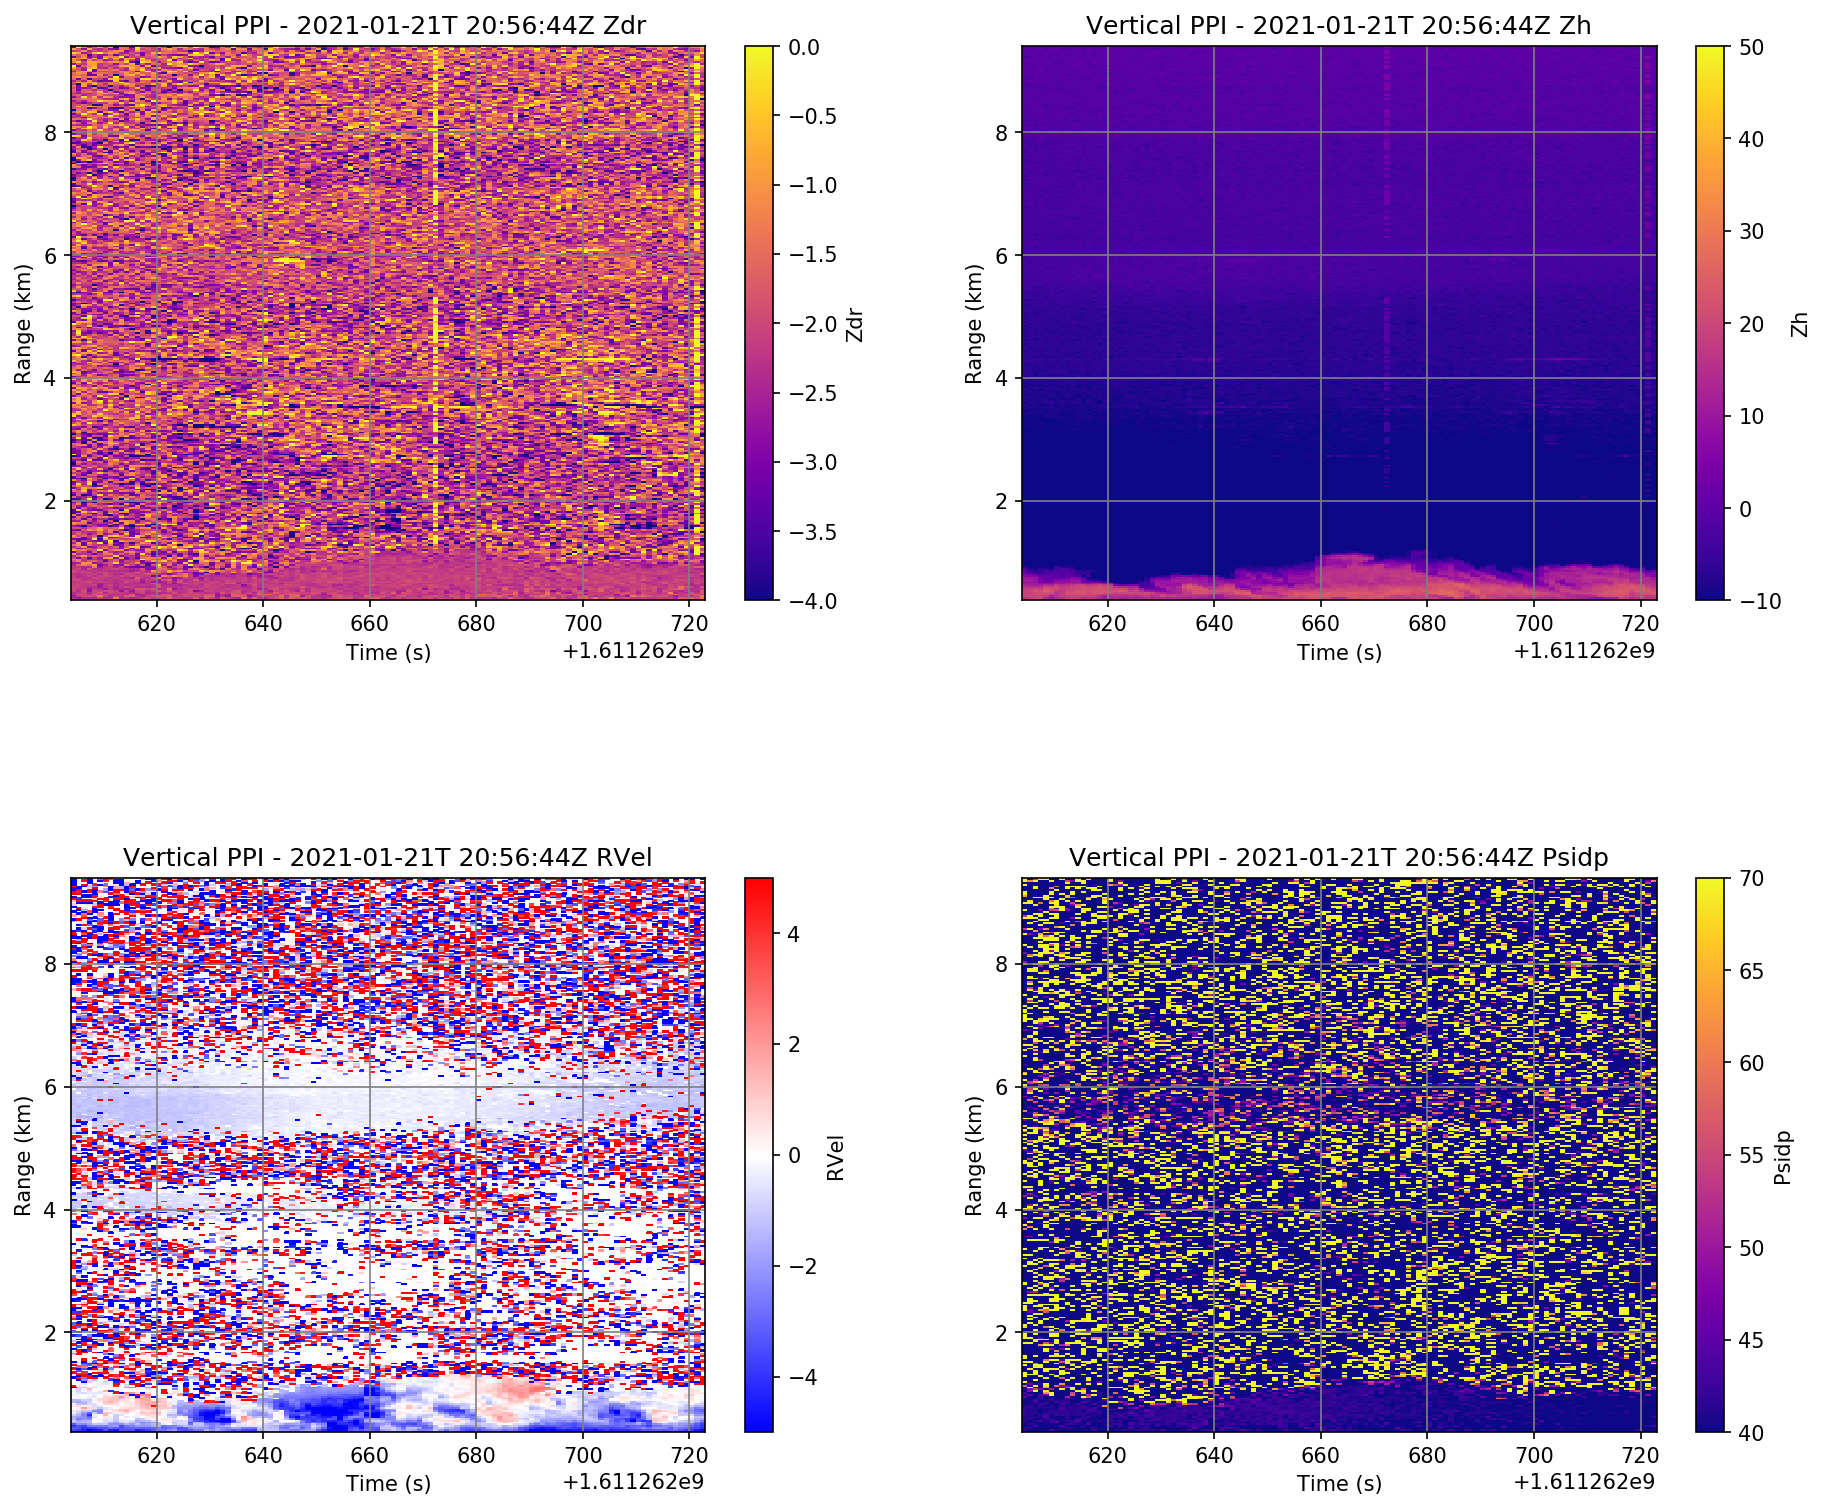 Vertical PPI - 2021-01-21T 20:56:44Z Zdr
Range (km)
8
6
4
2
620 640 660 680 700 720
Time (s)
+1.611262e9
0.0
−0.5
−1.0
−1.5
−2.0
−2.5
−3.0
−3.5
−4.0
Zdr
Vertical PPI - 2021-01-21T 20:56:44Z Zh
Range (km)
8
6
4
2
620 640 660 680 700 720
Time (s)
+1.611262e9
50
40
30
20
10
0
−10
Zh
Vertical PPI - 2021-01-21T 20:56:44Z RVel
Range (km)
8
6
4
2
620 640 660 680 700 720
Time (s)
+1.611262e9
4
2
0
−2
−4
RVel
Vertical PPI - 2021-01-21T 20:56:44Z Psidp
Range (km)
8
6
4
2
620 640 660 680 700 720
Time (s)
+1.611262e9
70
65
60
55
50
45
40
Psidp